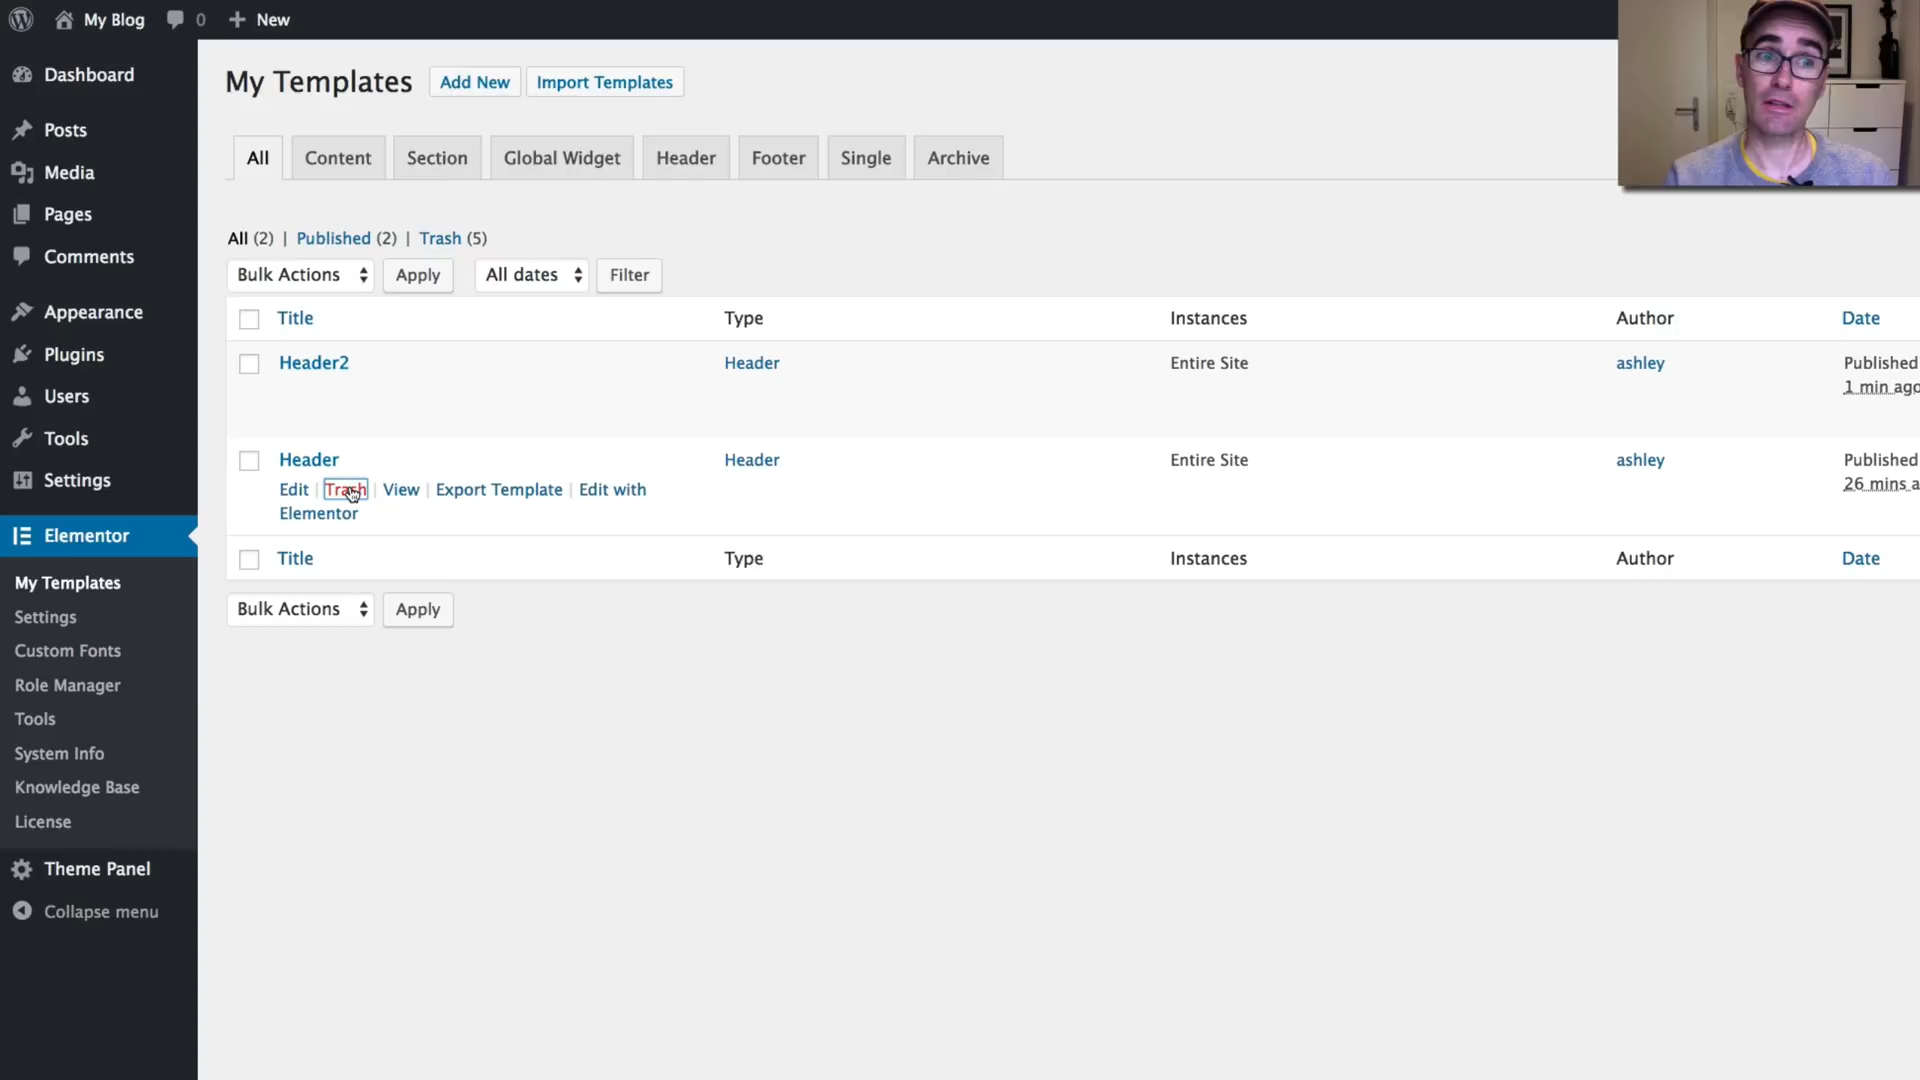 My Blog 0 New
Dashboard
Posts
Media
Pages
Comments
Appearance
Plugins
Users
Tools
Settings
Elementor
My Templates
Settings
Custom Fonts
Role Manager
Tools
System Info
Knowledge Base
License
Theme Panel
Collapse menu
My Templates Add New Import Templates
All Content Section Global Widget Header Footer Single Archive
All (2) | Published (2) | Trash (5)
Bulk Actions Apply All dates Filter
Title Type Instances Author Date
Header2 Header Entire Site ashley Published
1 min ago
Header Header Entire Site ashley Published
26 mins a
Edit | Trash | View | Export Template | Edit with
Elementor
Title Type Instances Author Date
Bulk Actions Apply